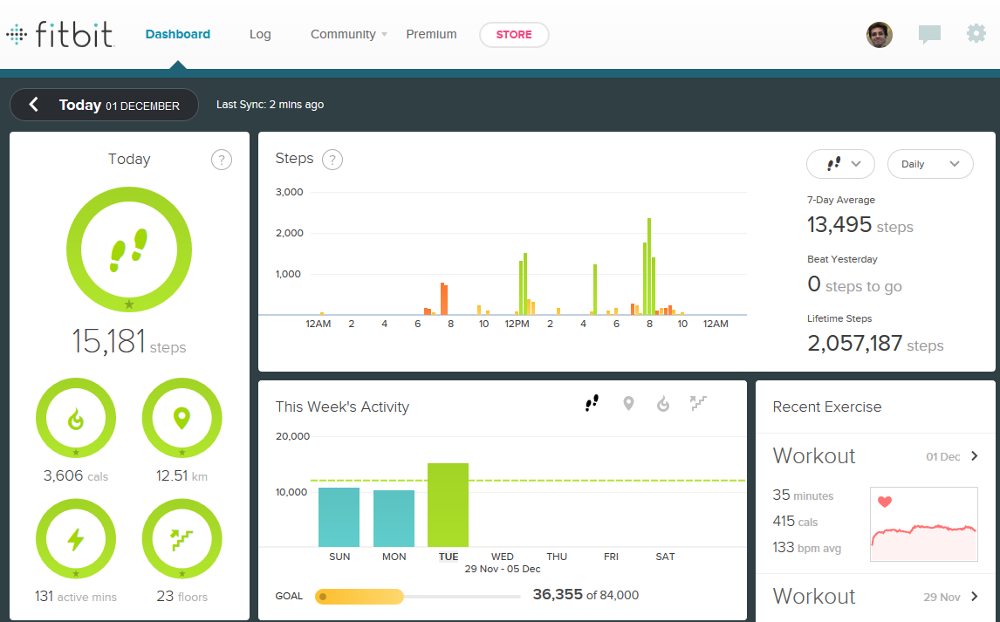 fitbit
Dashboard
Log
Community
Premium
STORE
Today 01 DECEMBER
Last Sync: 2 mins ago
Today
?
15,181 steps
3,606 cals
12.51 km
131 active mins
23 floors
Steps
?
Daily
3,000
2,000
1,000
12AM 2 4 6 8 10 12PM 2 4 6 8 10 12AM
7-Day Average
13,495 steps
Beat Yesterday
0 steps to go
Lifetime Steps
2,057,187 steps
This Week's Activity
20,000
10,000
SUN MON TUE WED THU FRI SAT
29 Nov - 05 Dec
GOAL
36,355 of 84,000
Recent Exercise
Workout
01 Dec
35 minutes
415 cals
133 bpm avg
Workout
29 Nov